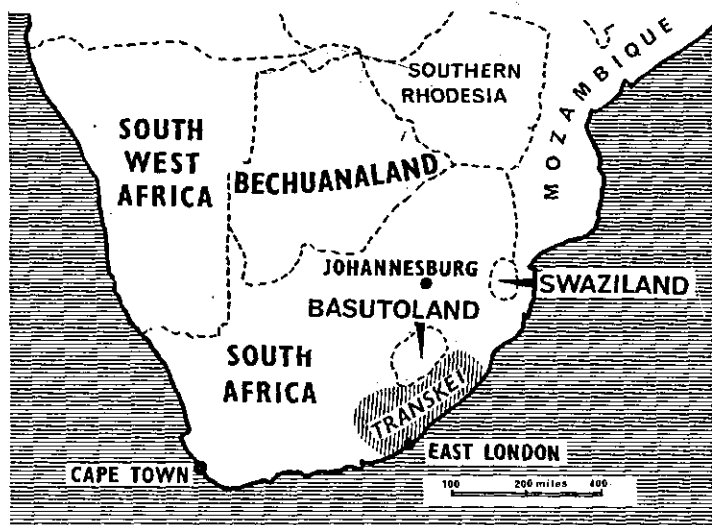 SOUTHERN
RHODESIA
MOZAMBIQUE
SOUTH
WEST
AFRICA
BECHUANALAND
JOHANNESBURG
SWAZILAND
BASUTOLAND
SOUTH
AFRICA
TRANSKEI
EAST LONDON
CAPE TOWN
100 200 miles 400